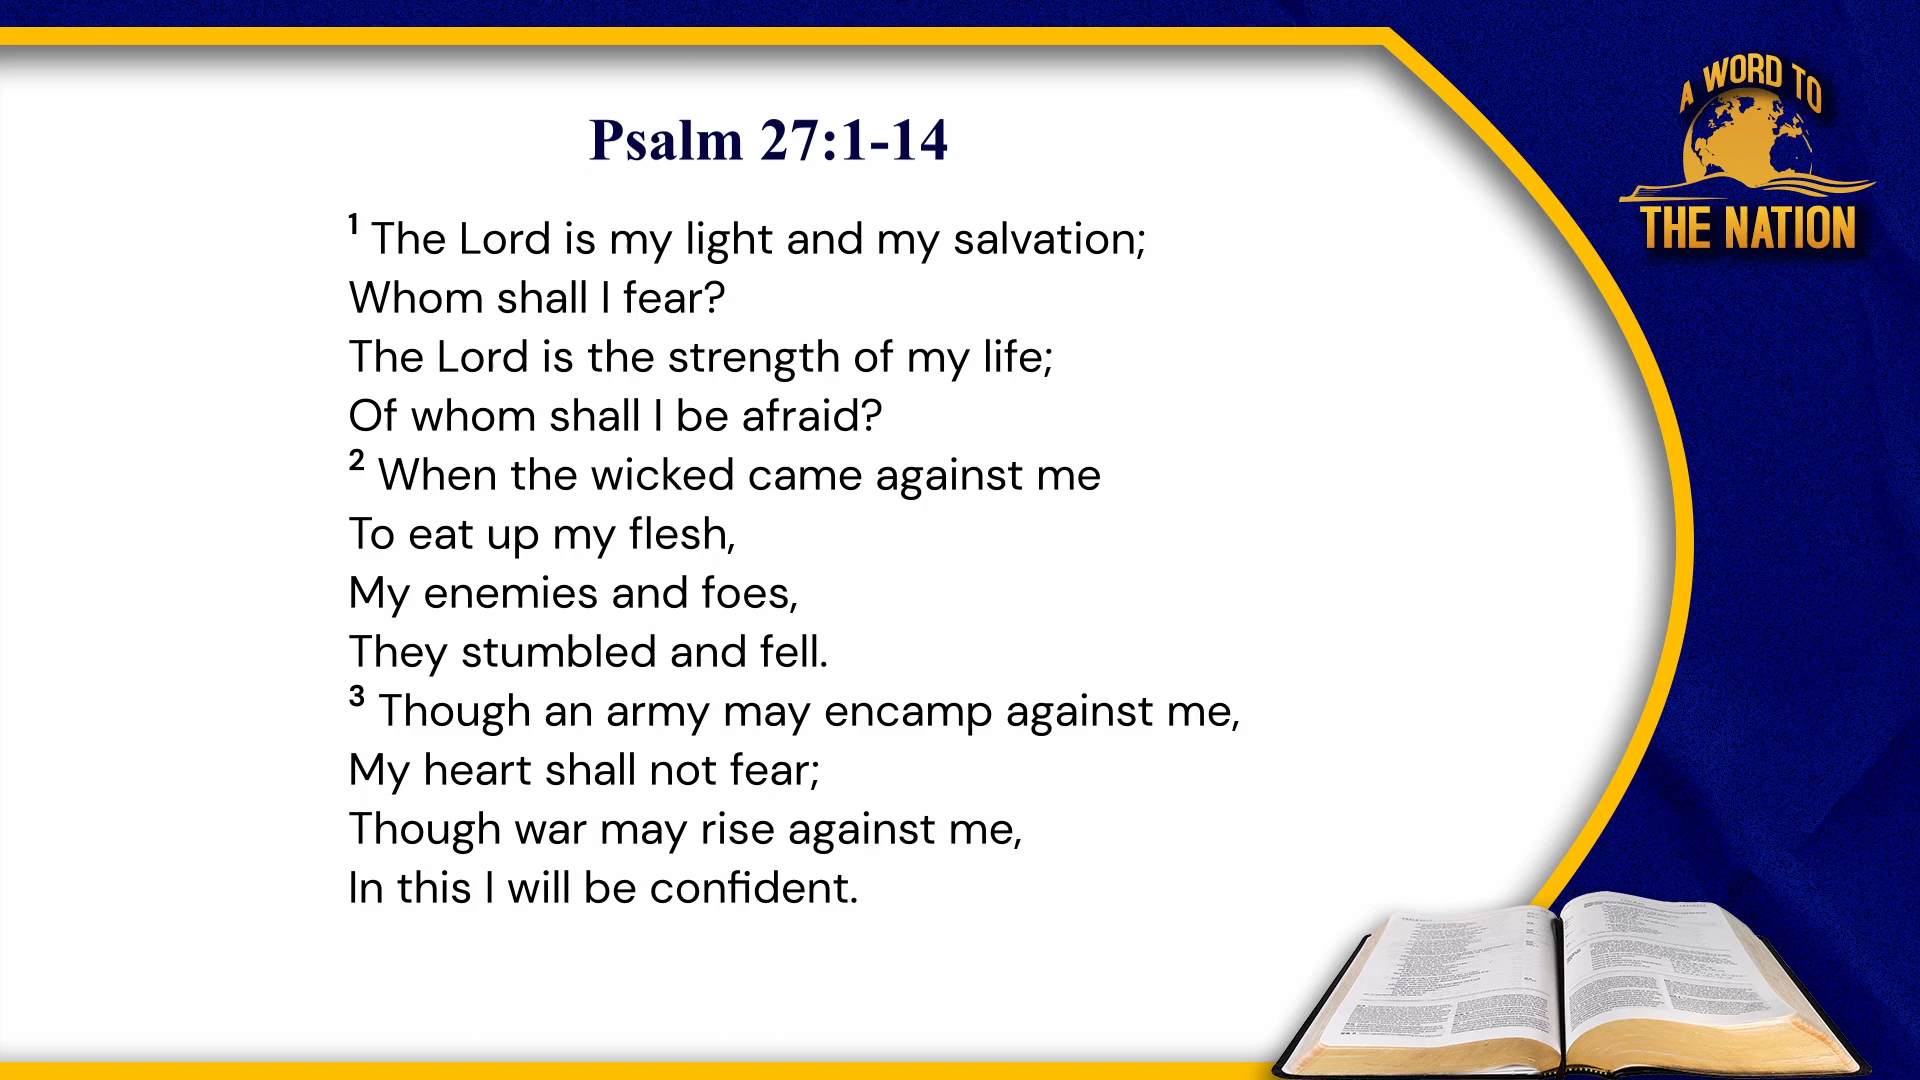 Psalm 27:1-14
1 The Lord is my light and my salvation;
Whom shall I fear?
The Lord is the strength of my life;
Of whom shall I be afraid?
2 When the wicked came against me
To eat up my flesh,
My enemies and foes,
They stumbled and fell.
3 Though an army may encamp against me,
My heart shall not fear;
Though war may rise against me,
In this I will be confident.
A WORD TO
THE NATION